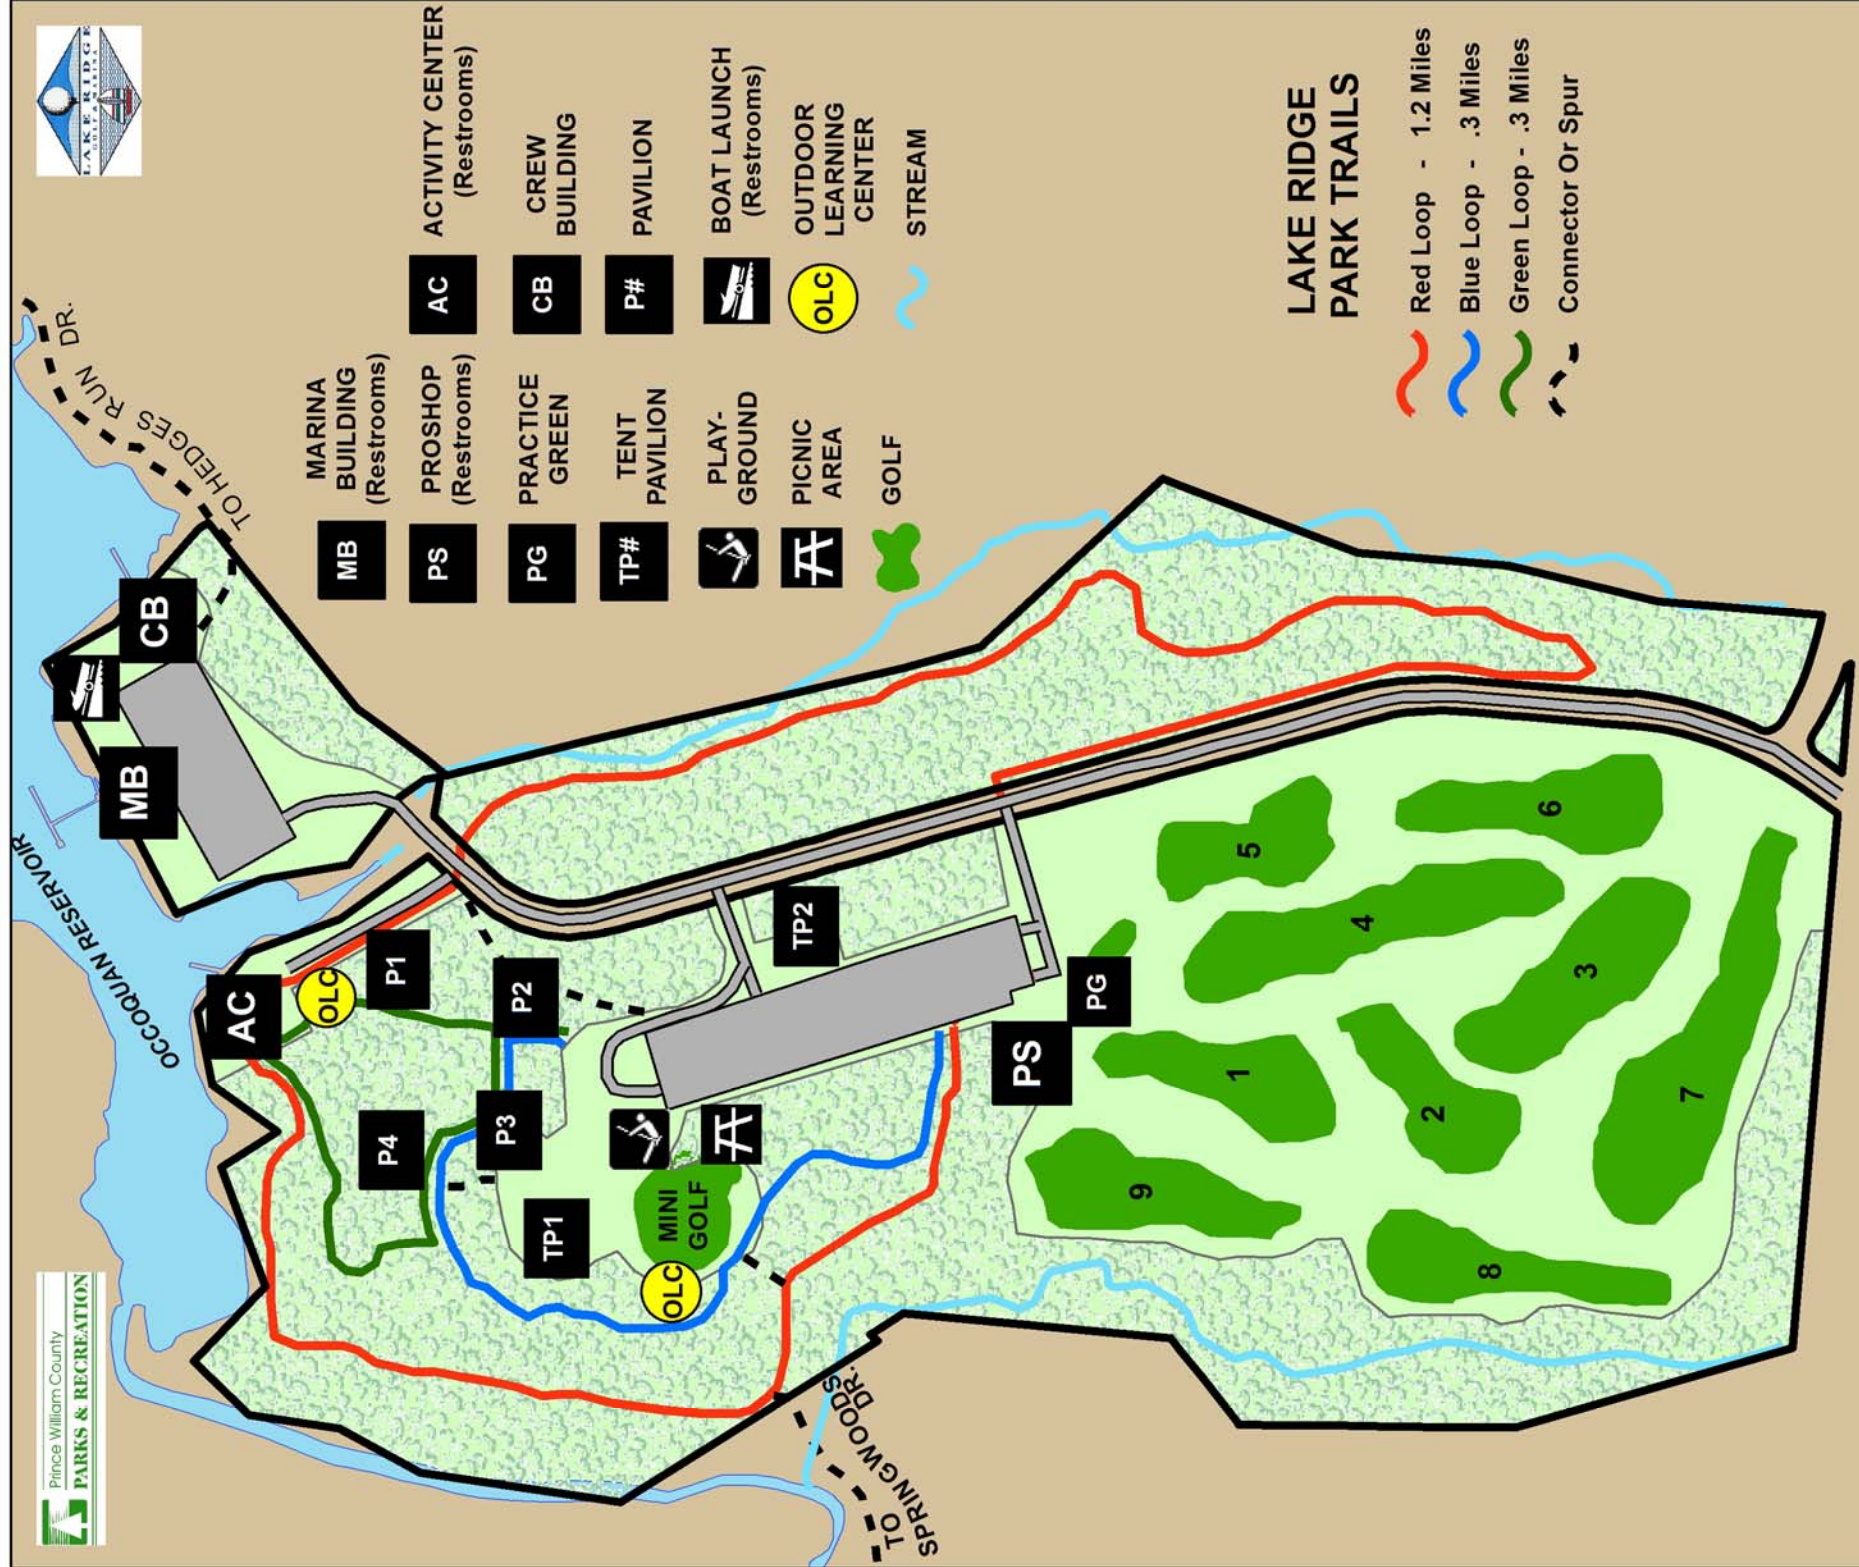 Prince William County
PARKS & RECREATION
LAKE RIDGE
GOLF & MARINA
OCCOQUAN RESERVOIR
TO HEDGES RUN DR.
MB
CB
AC
OLC
P1
P2
P3
P4
TP1
TP2
MINI
GOLF
OLC
PS
PG
1
2
3
4
5
6
7
8
9
TO
SPRINGWOODS
DR.
MB
MARINA
BUILDING
(Restrooms)
PS
PROSHOP
(Restrooms)
PG
PRACTICE
GREEN
TP#
TENT
PAVILION
PLAY-
GROUND
PICNIC
AREA
GOLF
AC
ACTIVITY CENTER
(Restrooms)
CB
CREW
BUILDING
P#
PAVILION
BOAT LAUNCH
(Restrooms)
OLC
OUTDOOR
LEARNING
CENTER
STREAM
LAKE RIDGE
PARK TRAILS
Red Loop - 1.2 Miles
Blue Loop - .3 Miles
Green Loop - .3 Miles
Connector Or Spur